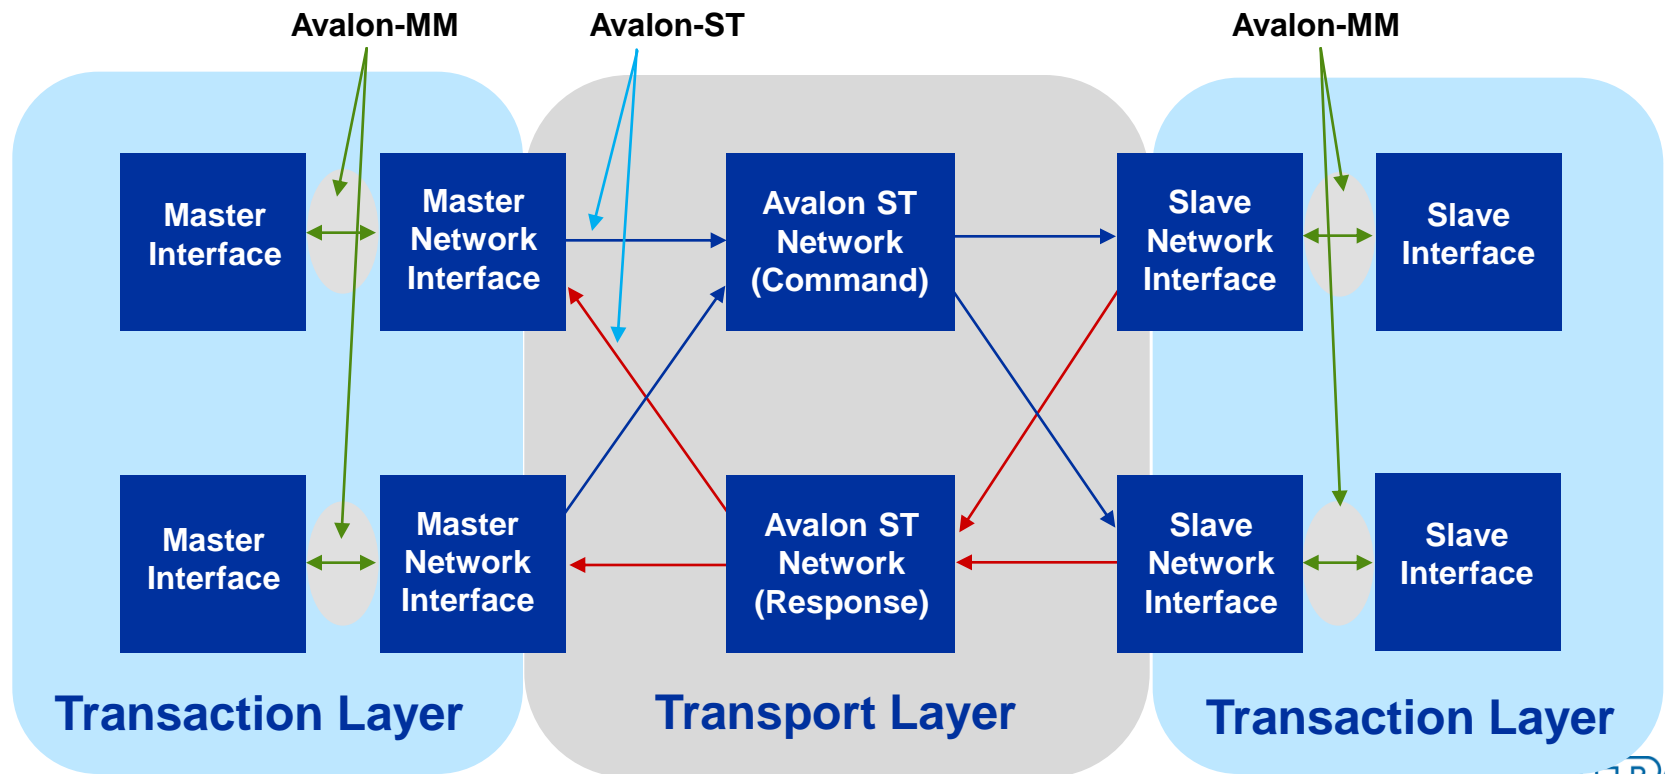 Avalon-MM
Avalon-ST
Avalon-MM
Master
Interface
Master
Network
Interface
Avalon ST
Network
(Command)
Slave
Network
Interface
Slave
Interface
Master
Interface
Master
Network
Interface
Avalon ST
Network
(Response)
Slave
Network
Interface
Slave
Interface
Transaction Layer
Transport Layer
Transaction Layer